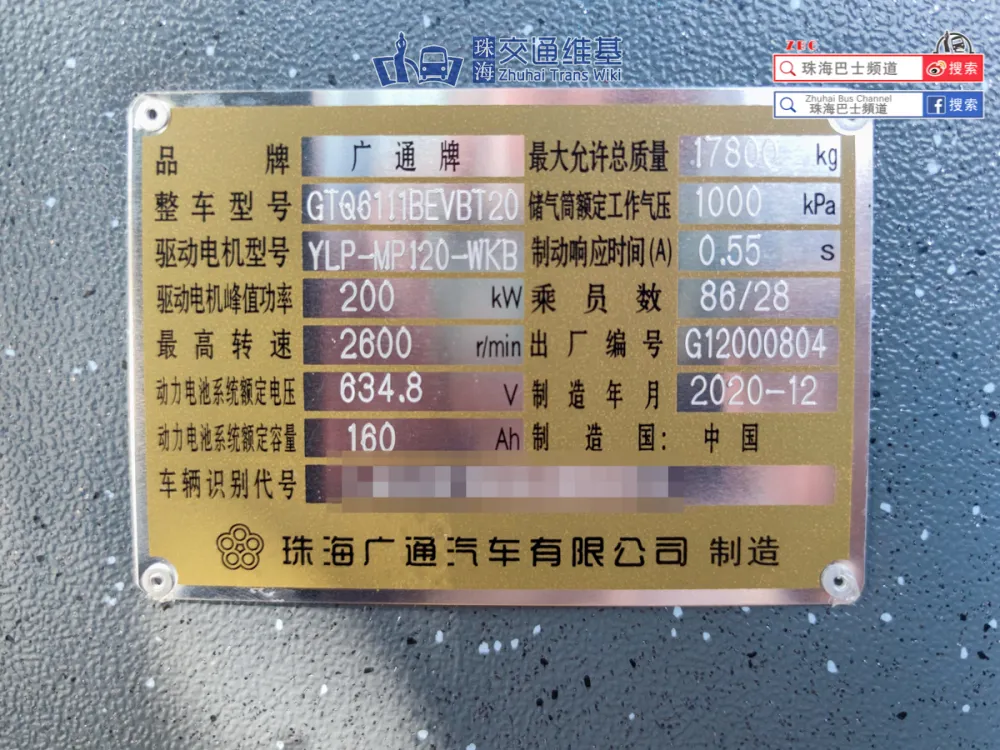 珠海 交通维基
Zhuhai Trans Wiki
ZBC
珠海巴士频道 搜索
Zhuhai Bus Channel
珠海巴士頻道 搜索
品牌 广通牌 最大允许总质量 17800 kg
整车型号 GTQ6111BEVBT20 储气筒额定工作气压 1000 kPa
驱动电机型号 YLP-MP120-WKB 制动响应时间(A) 0.55 s
驱动电机峰值功率 200 kW 乘员数 86/28
最高转速 2600 r/min 出厂编号 G12000804
动力电池系统额定电压 634.8 V 制造年月 2020-12
动力电池系统额定容量 160 Ah 制造国: 中国
车辆识别代号
珠海广通汽车有限公司 制造